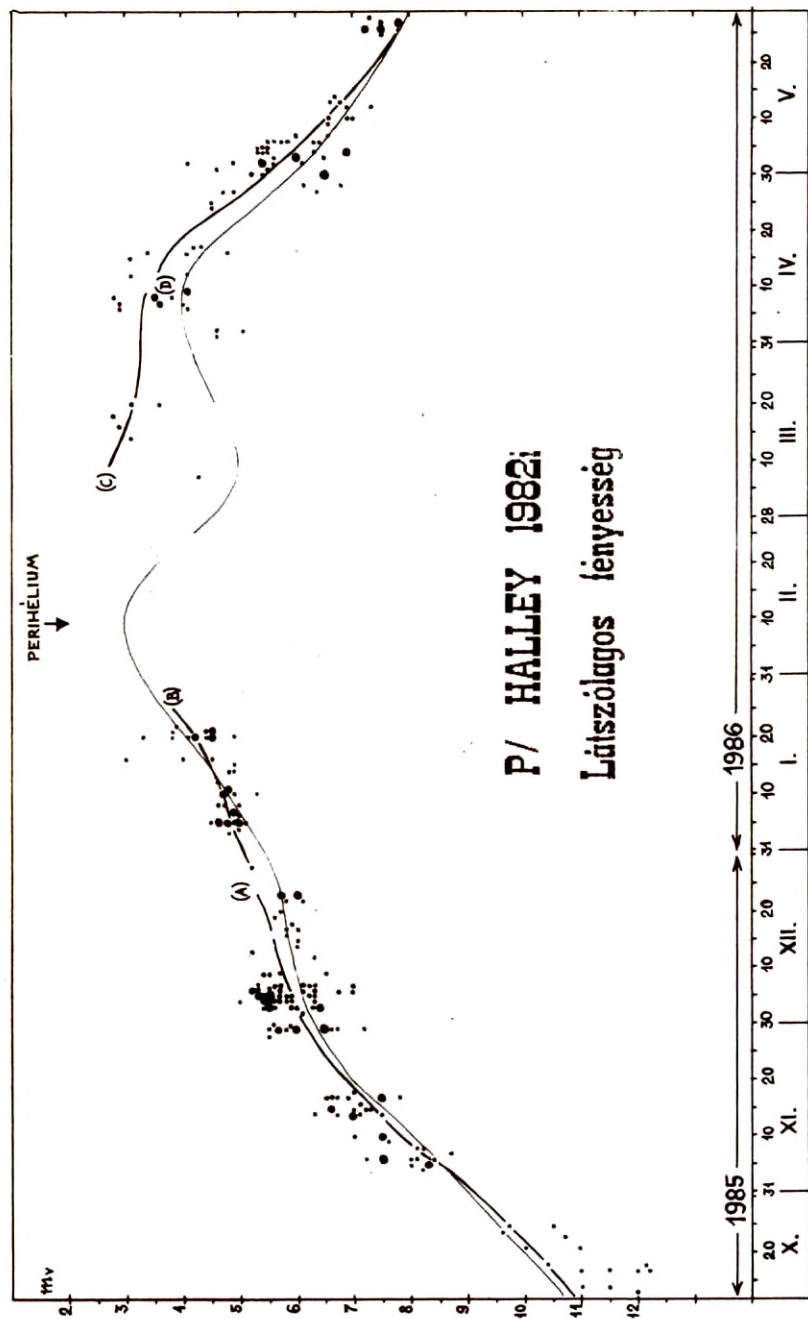 mv
PERIHÉLIUM
↓
2.
3.
4.
5.
6.
7.
8.
9.
10.
11.
12.
(A)
(B)
(C)
(D)
P/ HALLEY 1982i
Látszólagos fényesség
1985
1986
20 31 10 20 30 10 20 31 10 20 31 10 20 28 10 20 31 10 20 30 10 20
X. XI. XII. I. II. III. IV. V.